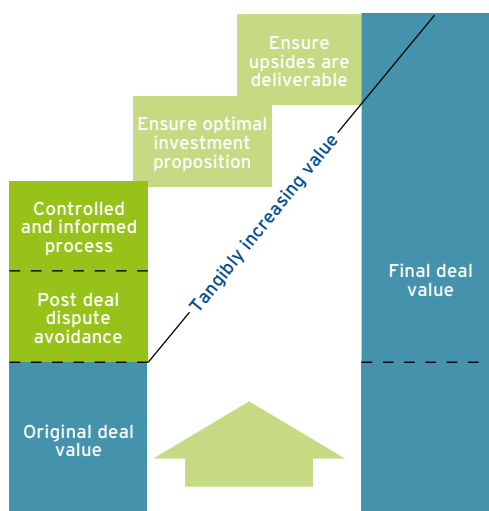 Ensure
upsides are
deliverable
Ensure optimal
investment
proposition
Controlled
and informed
process
Post deal
dispute
avoidance
Original deal
value
Tangibly increasing value
Final deal
value